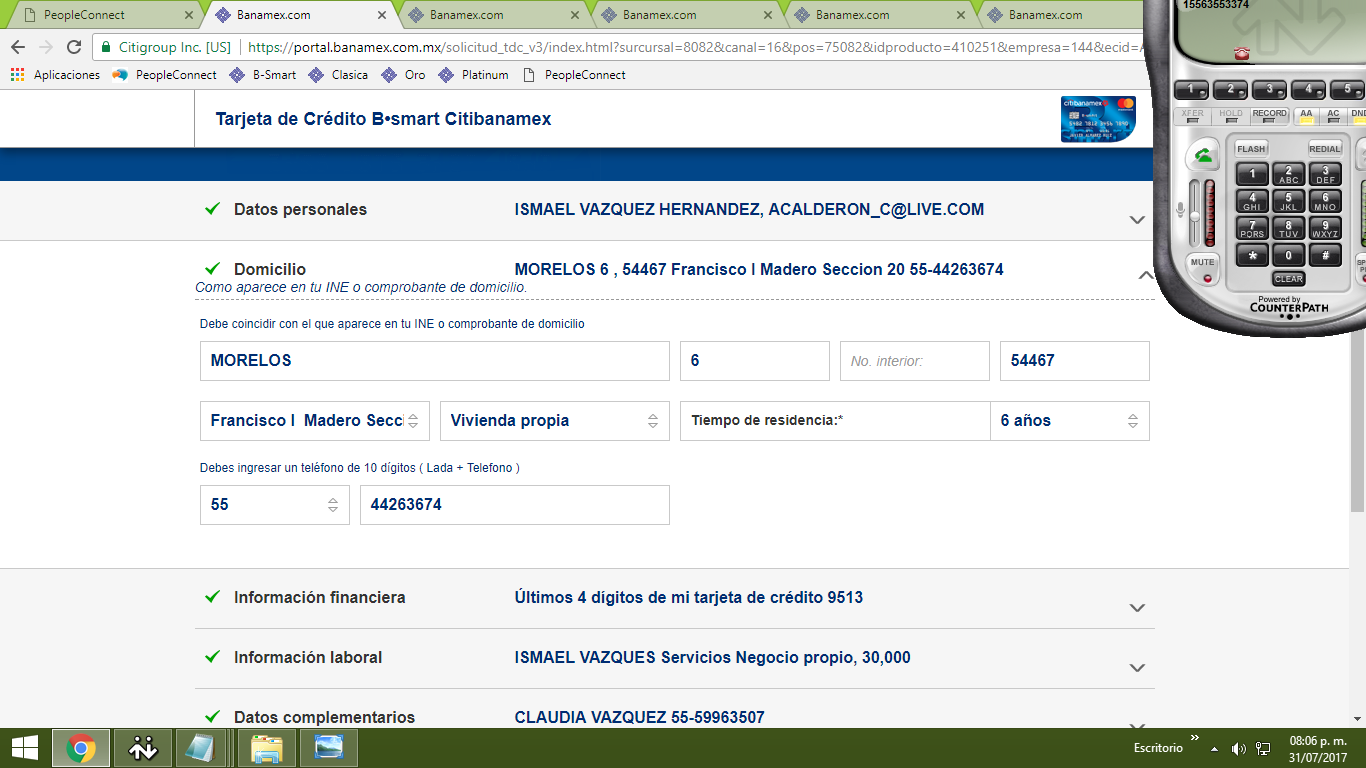 PeopleConnect
Banamex.com
Banamex.com
Banamex.com
Banamex.com
Banamex.com
15563553374
Citigroup Inc. [US]
https://portal.banamex.com.mx/solicitud_tdc_v3/index.html?surcursal=8082&canal=16&pos=75082&idproducto=410251&empresa=144&ecid=
Aplicaciones PeopleConnect B-Smart Clasica Oro Platinum PeopleConnect
1 2 3 4 5
XFER HOLD RECORD AA AC DND
FLASH REDIAL
1 2 ABC 3 DEF
4 GHI 5 JKL 6 MNO
7 PQRS 8 TUV 9 WXYZ
* 0 #
MUTE
CLEAR
Powered by
COUNTERPATH
Tarjeta de Crédito B•smart Citibanamex
citibanamex
Datos personales ISMAEL VAZQUEZ HERNANDEZ, ACALDERON_C@LIVE.COM
Domicilio MORELOS 6 , 54467 Francisco I Madero Seccion 20 55-44263674
Como aparece en tu INE o comprobante de domicilio.
Debe coincidir con el que aparece en tu INE o comprobante de domicilio
MORELOS 6 No. interior: 54467
Francisco I Madero Secci Vivienda propia Tiempo de residencia:* 6 años
Debes ingresar un teléfono de 10 dígitos ( Lada + Telefono )
55 44263674
Información financiera Últimos 4 dígitos de mi tarjeta de crédito 9513
Información laboral ISMAEL VAZQUES Servicios Negocio propio, 30,000
Datos complementarios CLAUDIA VAZQUEZ 55-59963507
Escritorio
08:06 p. m.
31/07/2017